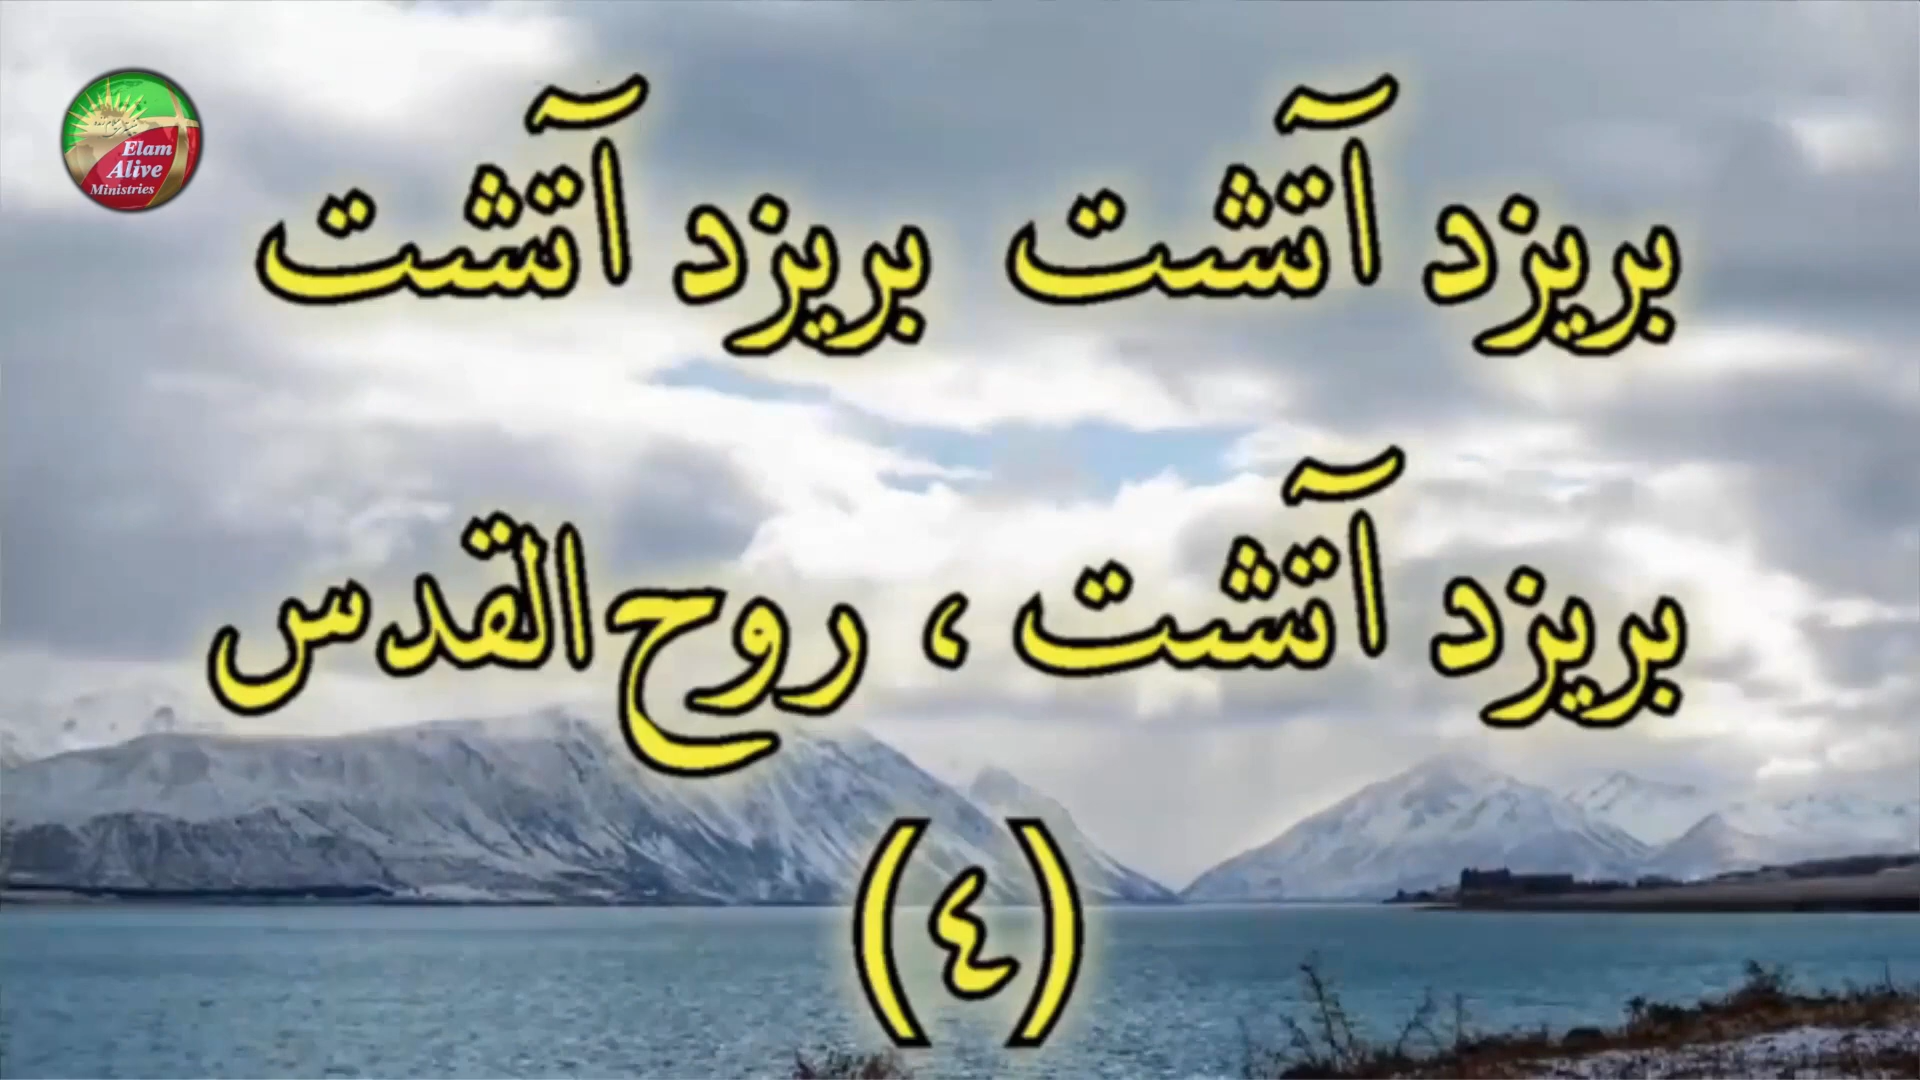 Elam
Alive
Ministries
بریزد آتشت بریزد آتشت
بریزد آتشت ، روح‌القدس
(٤)